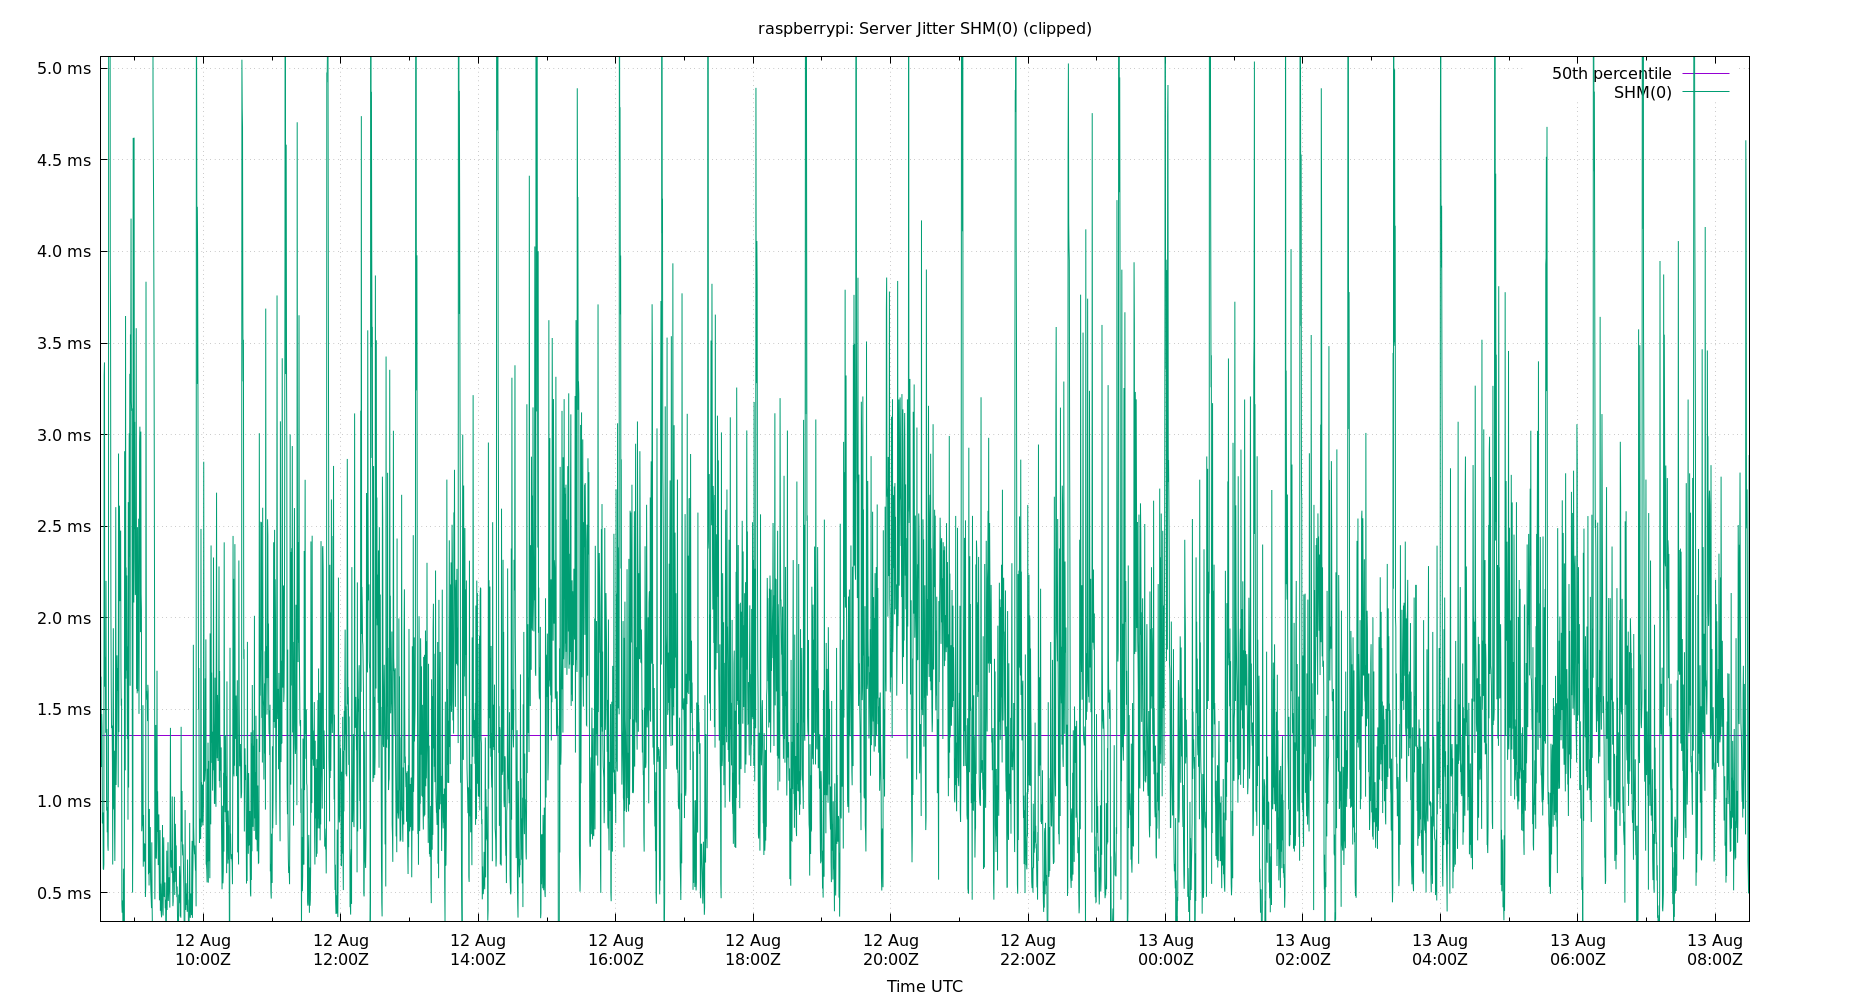 raspberrypi: Server Jitter SHM(0) (clipped)
5.0 ms
4.5 ms
4.0 ms
3.5 ms
3.0 ms
2.5 ms
2.0 ms
1.5 ms
1.0 ms
0.5 ms
50th percentile
SHM(0)
12 Aug 12 Aug 12 Aug 12 Aug 12 Aug 12 Aug 12 Aug 13 Aug 13 Aug 13 Aug 13 Aug 13 Aug
10:00Z 12:00Z 14:00Z 16:00Z 18:00Z 20:00Z 22:00Z 00:00Z 02:00Z 04:00Z 06:00Z 08:00Z
Time UTC